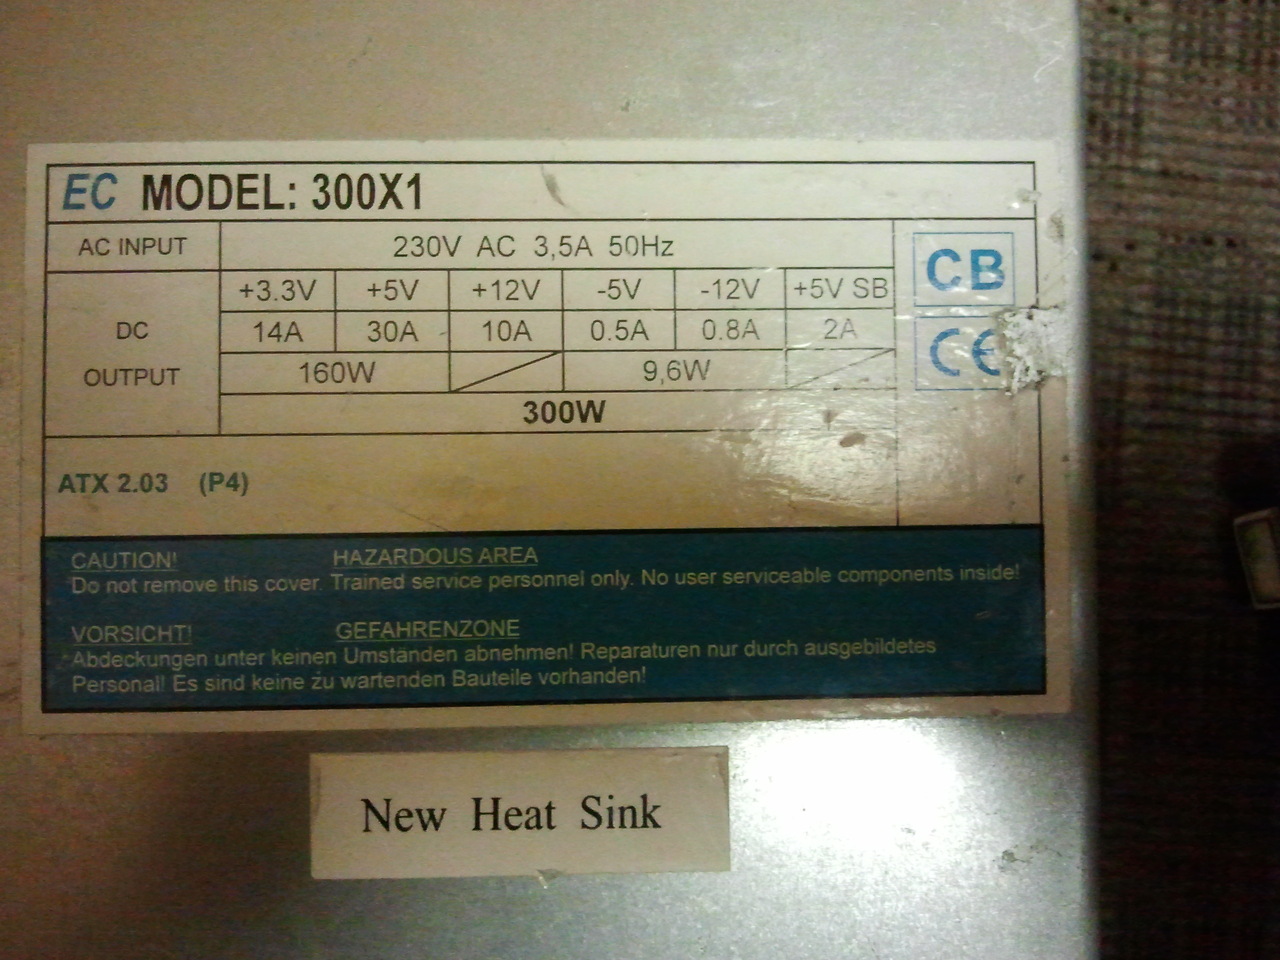 EC MODEL: 300X1
AC INPUT 230V AC 3,5A 50Hz
CB
+3.3V +5V +12V -5V -12V +5V SB
DC 14A 30A 10A 0.5A 0.8A 2A
CE
OUTPUT 160W 9,6W
300W
ATX 2.03 (P4)
CAUTION! HAZARDOUS AREA
Do not remove this cover. Trained service personnel only. No user serviceable components inside!
VORSICHT! GEFAHRENZONE
Abdeckungen unter keinen Umständen abnehmen! Reparaturen nur durch ausgebildetes
Personal! Es sind keine zu wartenden Bauteile vorhanden!
New Heat Sink